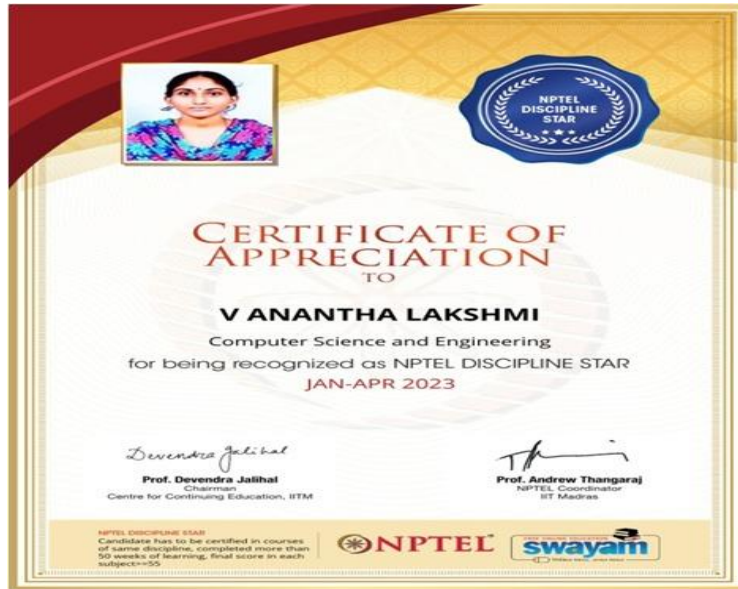 NPTEL
DISCIPLINE
STAR
CERTIFICATE OF
APPRECIATION
TO
V ANANTHA LAKSHMI
Computer Science and Engineering
for being recognized as NPTEL DISCIPLINE STAR
JAN-APR 2023
Devendra Jalihal
Prof. Devendra Jalihal
Chairman
Centre for Continuing Education, IITM
Prof. Andrew Thangaraj
NPTEL Coordinator
IIT Madras
NPTEL DISCIPLINE STAR
Candidate has to be certified in courses
of same discipline, completed more than
50 weeks of learning, final score in each
subject>=55
NPTEL
FREE ONLINE EDUCATION
swayam